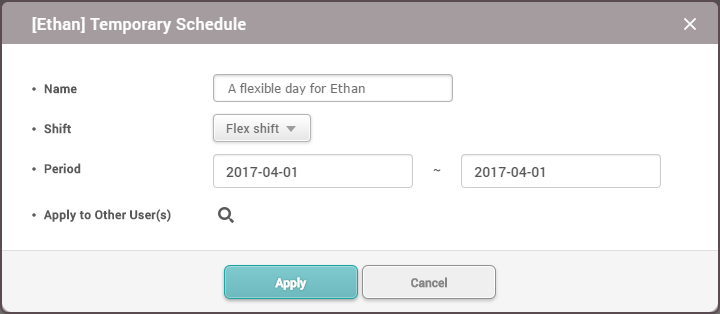 [Ethan] Temporary Schedule
Name
A flexible day for Ethan
Shift
Flex shift
Period
2017-04-01 ~ 2017-04-01
Apply to Other User(s)
Apply
Cancel